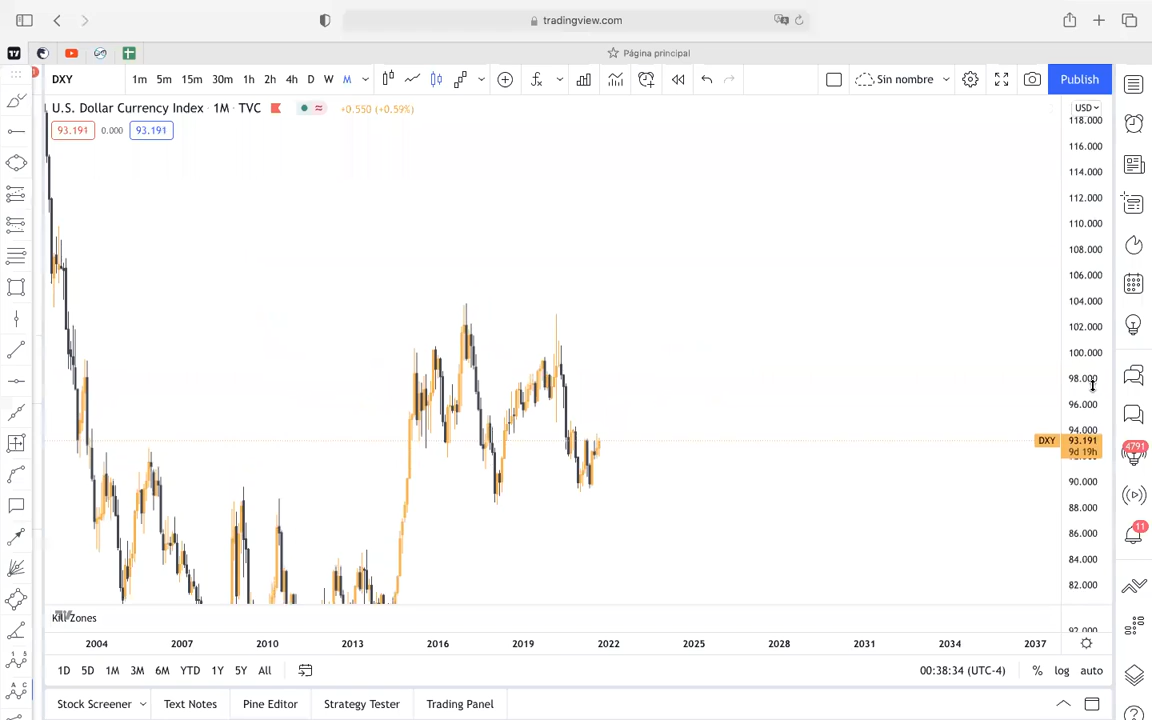 tradingview.com
Página principal
DXY 1m 5m 15m 30m 1h 2h 4h D W M Sin nombre Publish
U.S. Dollar Currency Index · 1M · TVC +0.550 (+0.59%)
USD
93.191 0.000 93.191
118.000
116.000
114.000
112.000
110.000
108.000
106.000
104.000
102.000
100.000
98.000
96.000
94.000
DXY 93.191
9d 19h
4791
90.000
88.000
11
86.000
84.000
82.000
Kill Zones
92.000
2004 2007 2010 2013 2016 2019 2022 2025 2028 2031 2034 2037
1D 5D 1M 3M 6M YTD 1Y 5Y All 00:38:34 (UTC-4) % log auto
Stock Screener Text Notes Pine Editor Strategy Tester Trading Panel